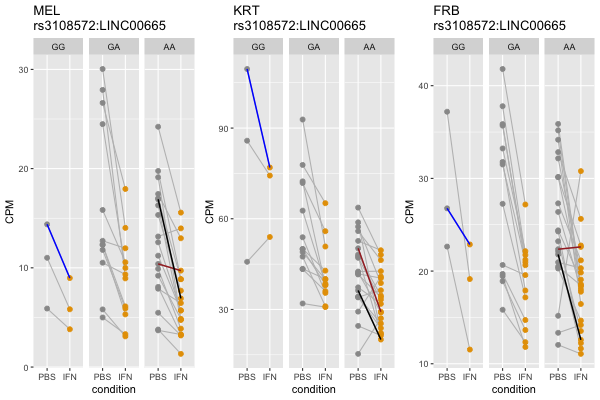 MEL
rs3108572:LINC00665
GG GA AA
30
20
10
0
CPM
PBS IFN PBS IFN PBS IFN
condition
KRT
rs3108572:LINC00665
GG GA AA
90
60
30
CPM
PBS IFN PBS IFN PBS IFN
condition
FRB
rs3108572:LINC00665
GG GA AA
40
30
20
10
CPM
PBS IFN PBS IFN PBS IFN
condition